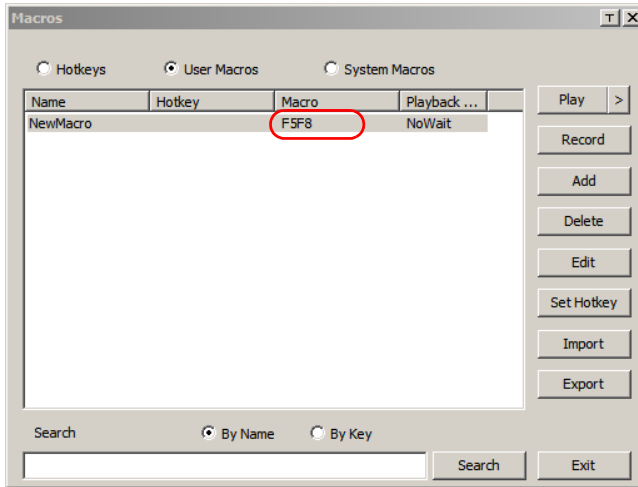 Macros T X
Hotkeys User Macros System Macros
Name Hotkey Macro Playback ...
NewMacro F5F8 NoWait
Play >
Record
Add
Delete
Edit
Set Hotkey
Import
Export
Search By Name By Key
Search Exit